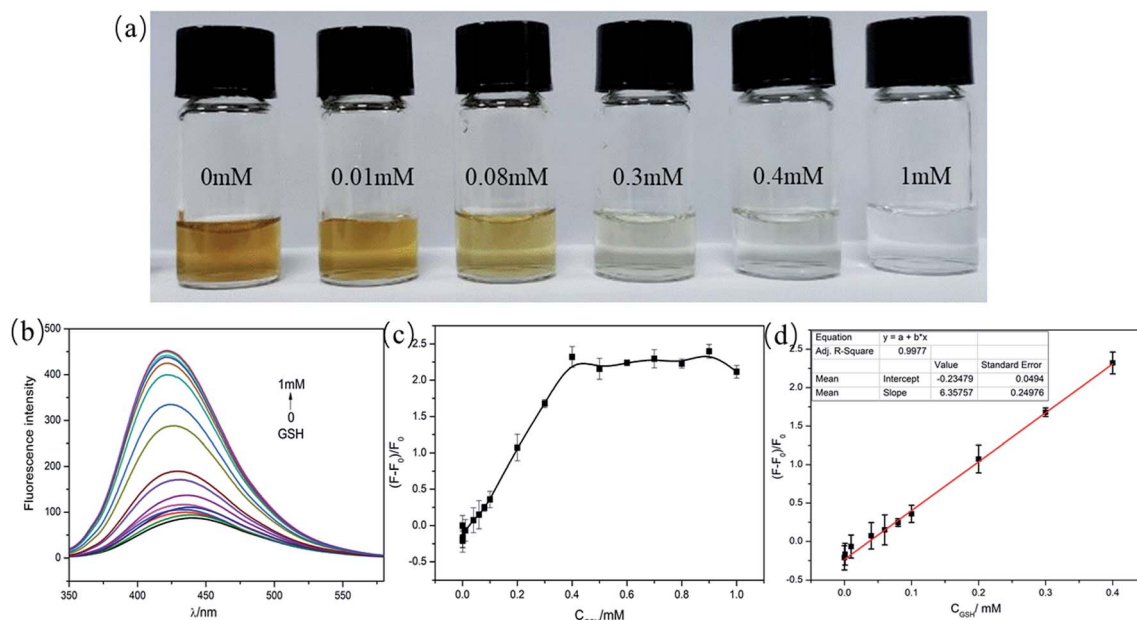 (a)
0mM 0.01mM 0.08mM 0.3mM 0.4mM 1mM
(b)
Fluorescence intensity
500
400
300
200
100
0
1mM
0
GSH
350 400 450 500 550
λ/nm
(c)
(F-F₀)/F₀
2.5
2.0
1.5
1.0
0.5
0.0
-0.5
0.0 0.2 0.4 0.6 0.8 1.0
/mM
(d)
(F-F₀)/F₀
2.5
2.0
1.5
1.0
0.5
0.0
-0.5
Equation y = a + b*x
Adj. R-Square 0.9977
Value Standard Error
Mean Intercept -0.23479 0.0494
Mean Slope 6.35757 0.24976
0.0 0.1 0.2 0.3 0.4
C_GSH/ mM